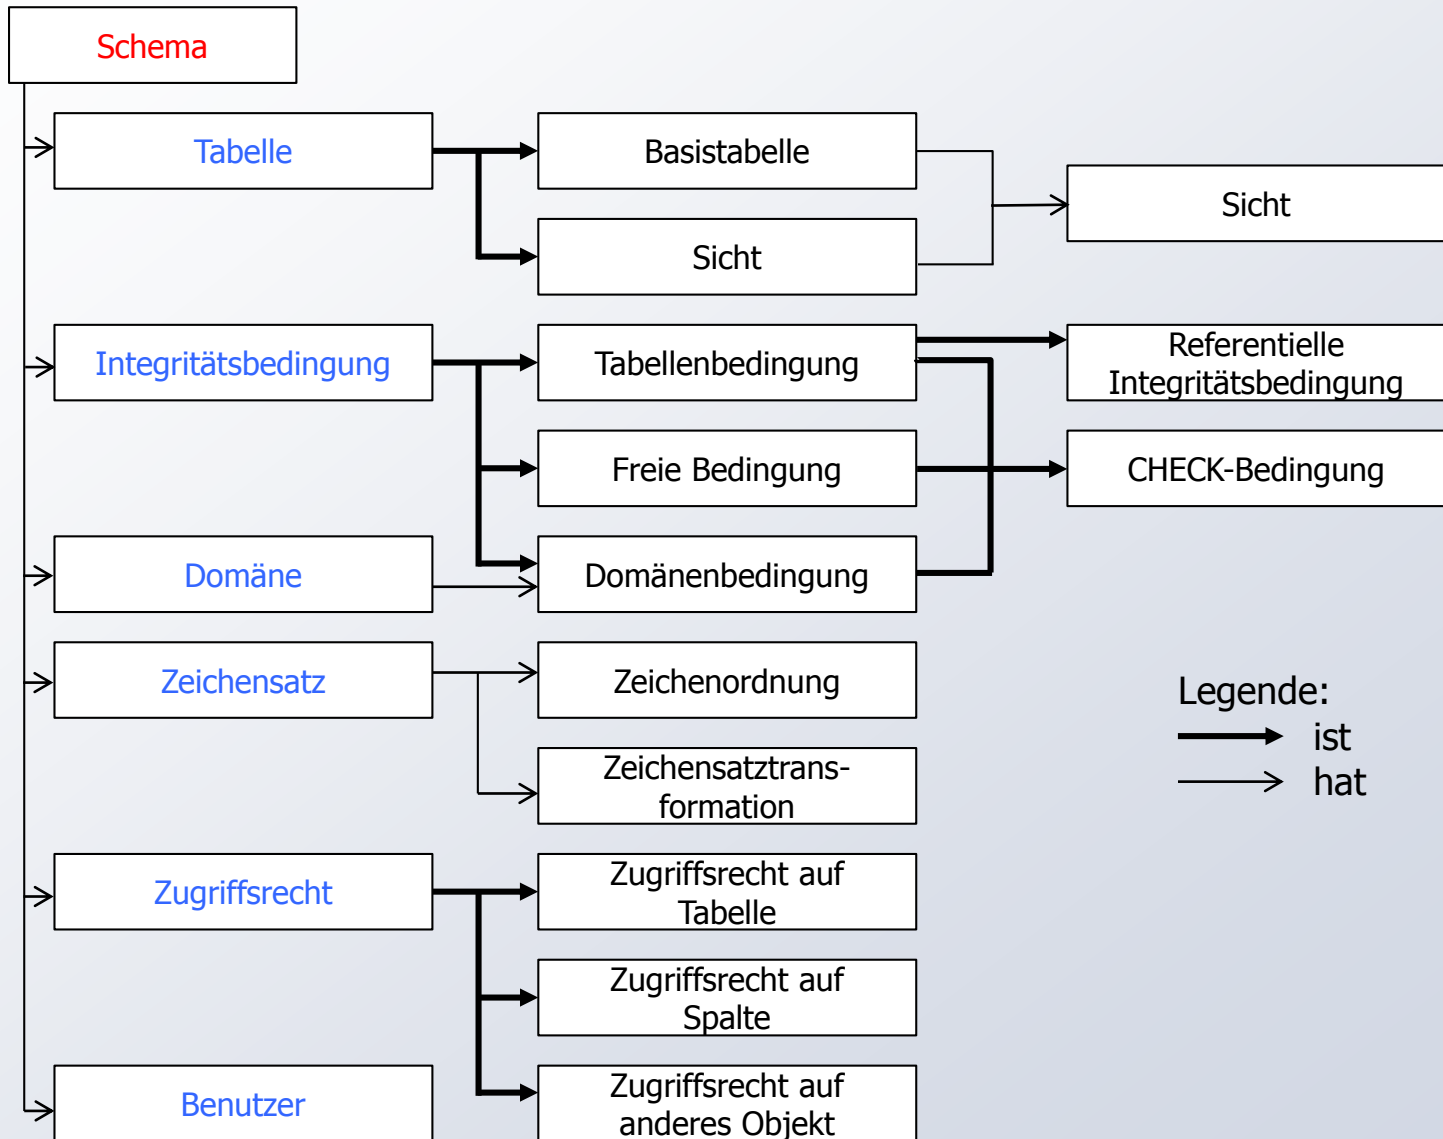 Schema
Tabelle
Basistabelle
Sicht
Sicht
Integritätsbedingung
Tabellenbedingung
Referentielle
Integritätsbedingung
Freie Bedingung
CHECK-Bedingung
Domäne
Domänenbedingung
Zeichensatz
Zeichenordnung
Zeichensatztrans-
formation
Legende:
ist
hat
Zugriffsrecht
Zugriffsrecht auf
Tabelle
Zugriffsrecht auf
Spalte
Benutzer
Zugriffsrecht auf
anderes Objekt